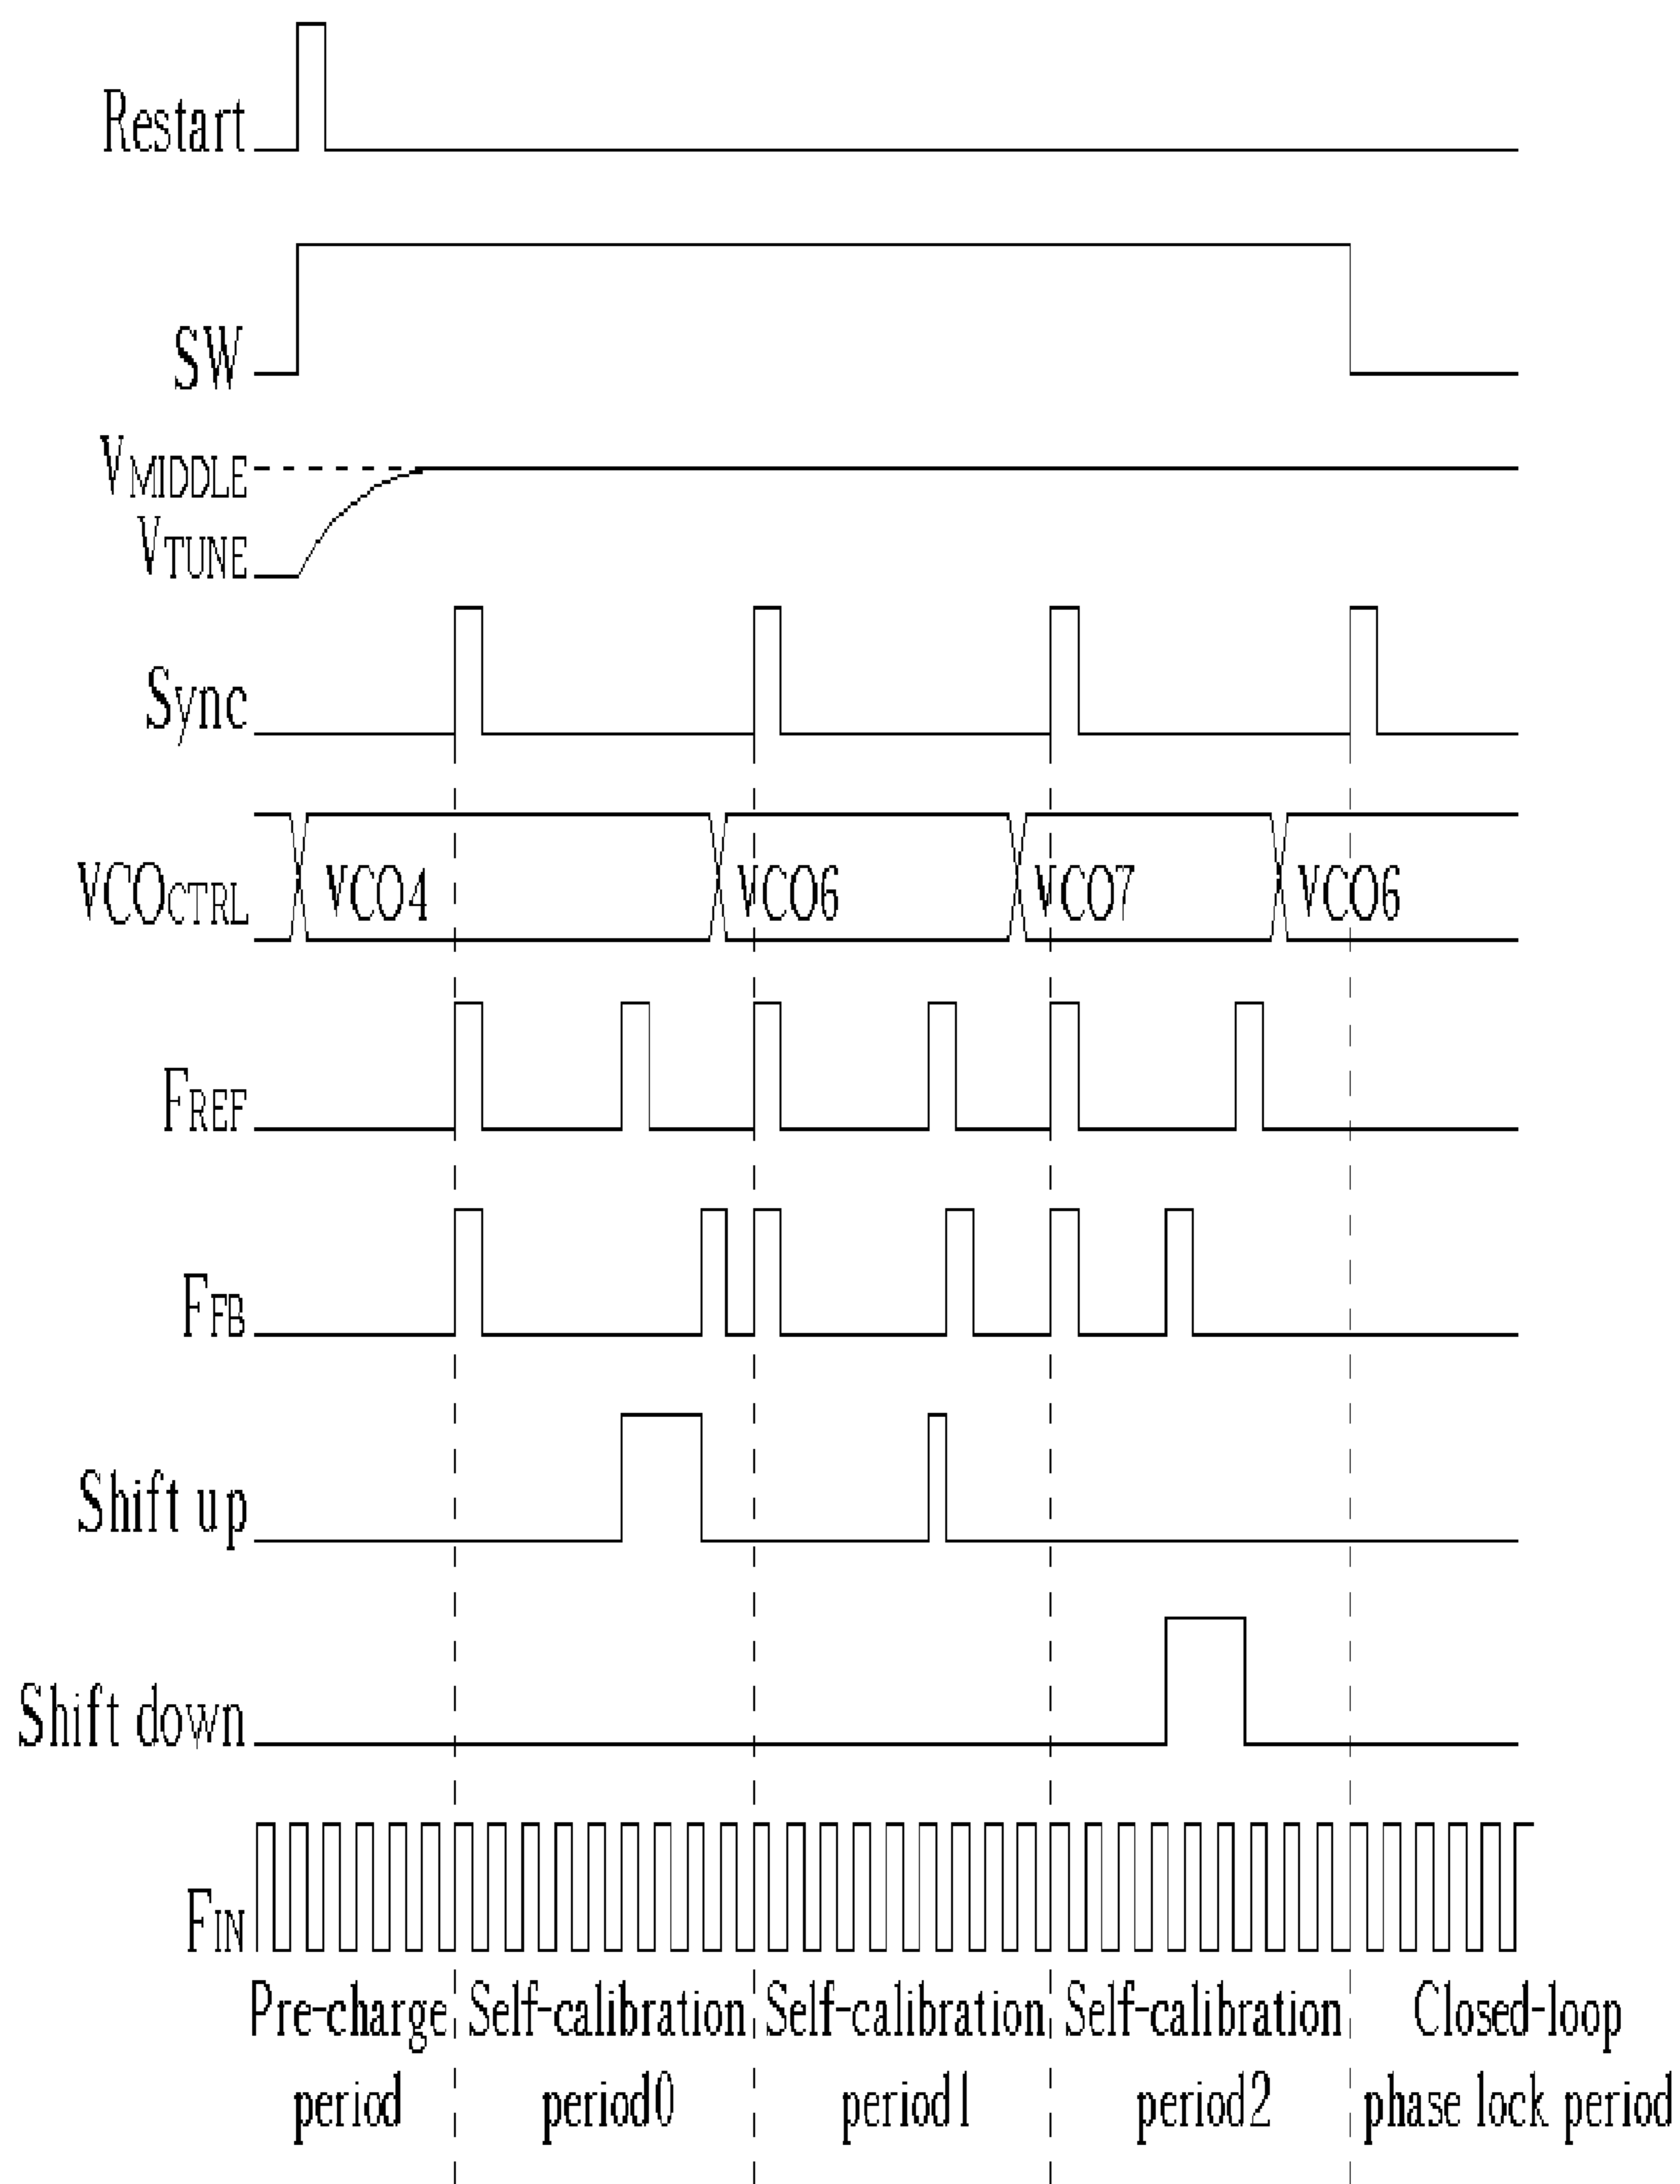 Restart
SW
VMIDDLE
VTUNE
Sync
VCOCTRL VCO4 VCO6 VCO7 VCO6
FREF
FFB
Shift up
Shift down
FIN
Pre-charge Self-calibration Self-calibration Self-calibration Closed-loop
period period0 period1 period2 phase lock period